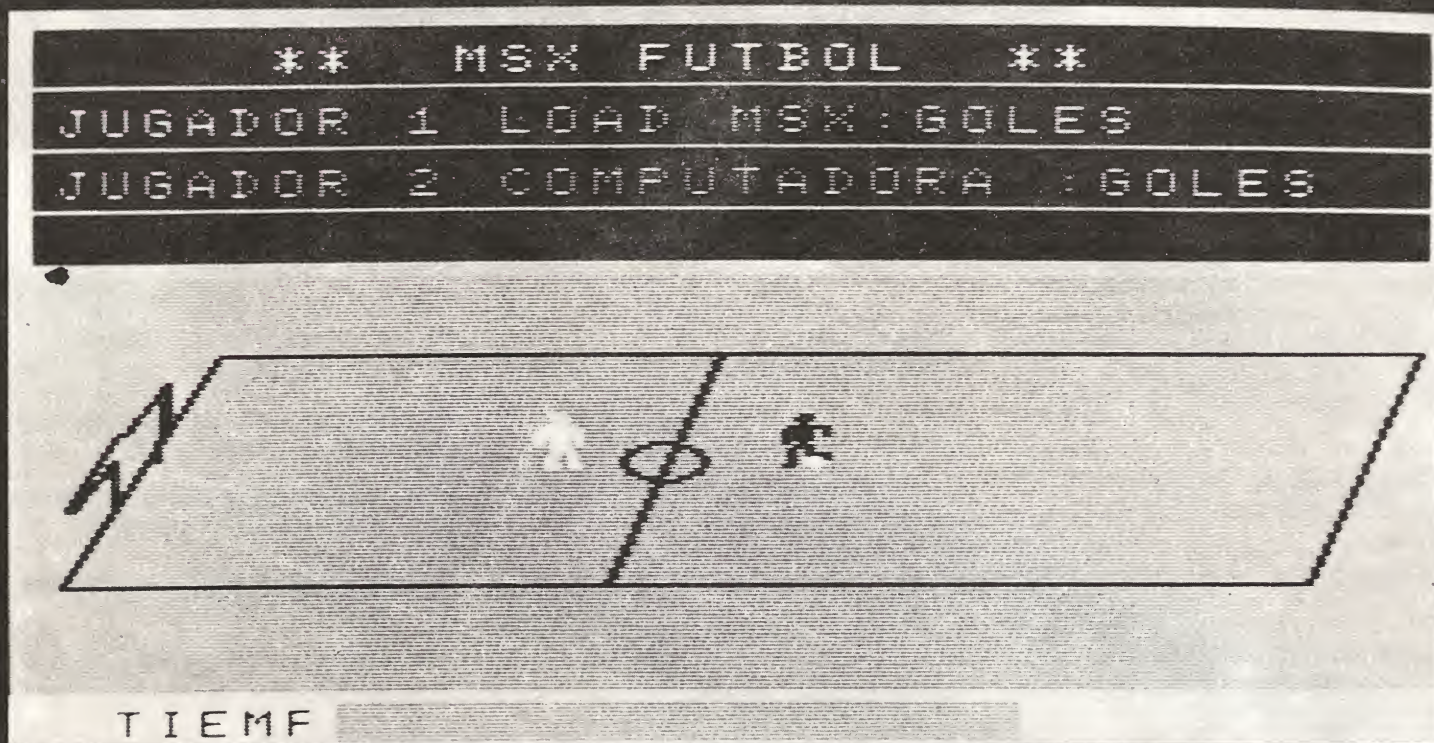 ** MSX FUTBOL **
JUGADOR 1 LOAD MSX:GOLES
JUGADOR 2 COMPUTADORA :GOLES
TIEMF